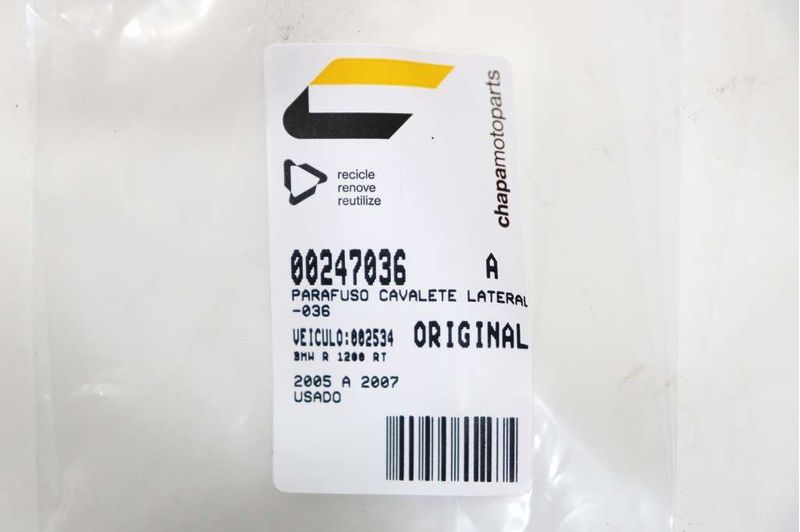 chapamotoparts
recicle
renove
reutilize
00247036 A
PARAFUSO CAVALETE LATERAL
-036
VEICULO:002534 ORIGINAL
BMW R 1200 RT
2005 A 2007
USADO